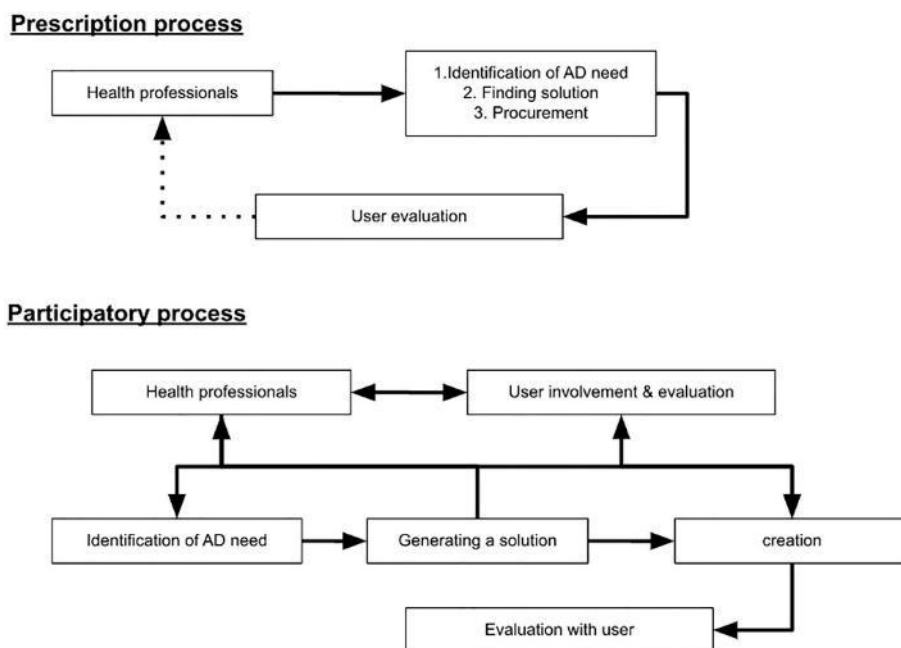 Prescription process
Health professionals
1.Identification of AD need
2. Finding solution
3. Procurement
User evaluation
Participatory process
Health professionals
User involvement & evaluation
Identification of AD need
Generating a solution
creation
Evaluation with user